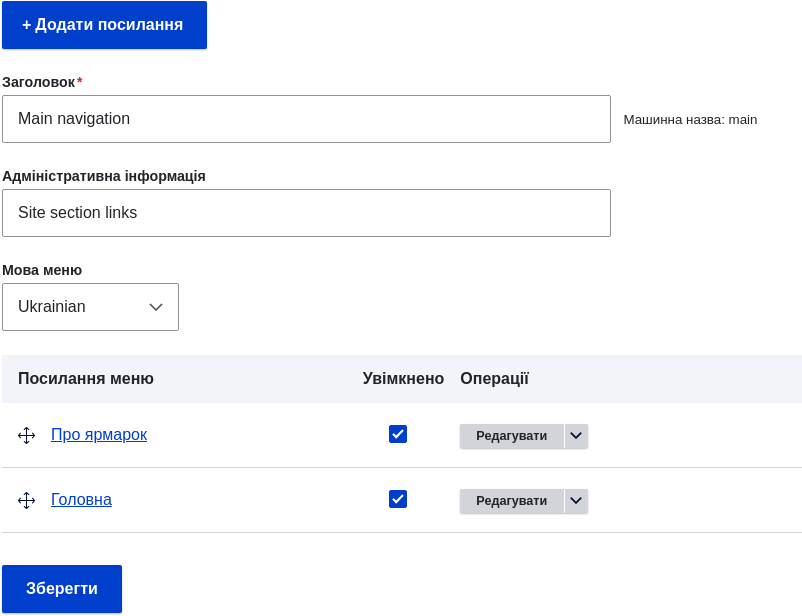 + Додати посилання
Заголовок*
Main navigation
Машинна назва: main
Адміністративна інформація
Site section links
Мова меню
Ukrainian
Посилання меню Увімкнено Операції
Про ярмарок Редагувати
Головна Редагувати
Зберегти